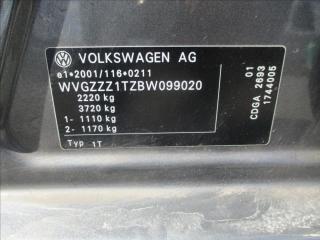 VOLKSWAGEN AG
e1*2001/116*0211
WVGZZZ1TZBW099020
2220 kg
3720 kg
1- 1110 kg
2- 1170 kg
Typ 1T
01
CDGA 2693
1744005